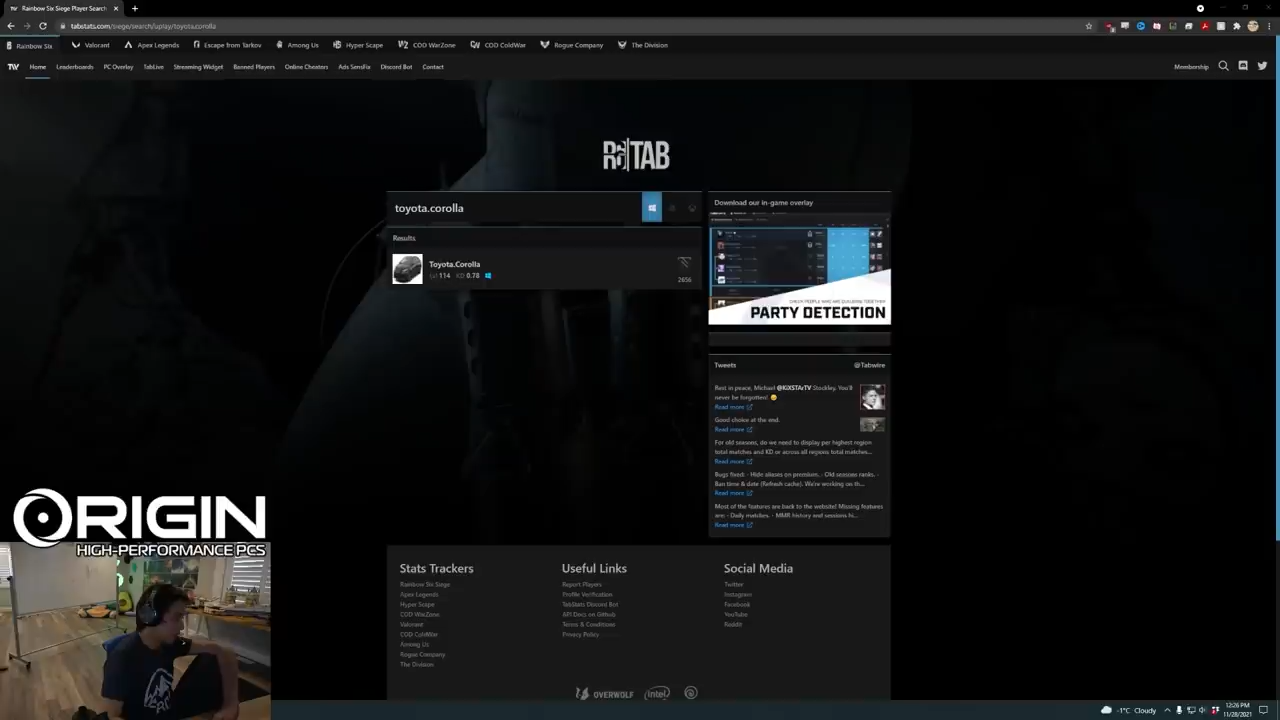 Rainbow Six Siege Player Search
tabstats.com/siege/search/uplay/toyota.corolla
Rainbow Six
Valorant
Apex Legends
Escape from Tarkov
Among Us
Hyper Scape
COD WarZone
COD ColdWar
Rogue Company
The Division
Home
Leaderboards
PC Overlay
TabLive
Streaming Widget
Banned Players
Online Cheaters
Ads SensFix
Discord Bot
Contact
Membership
R6TAB
toyota.corolla
Results
Toyota.Corolla
Lvl 114 KD 0.78
2656
Download our in-game overlay
CHECK PEOPLE WHO ARE QUEUING TOGETHER
PARTY DETECTION
Tweets
@Tabwire
Rest in peace, Michael @KiXSTArTV Stockley. You'll
never be forgotten!
Read more
Good choice at the end.
Read more
For old seasons, do we need to display per highest region
total matches and KD or across all regions total matches...
Read more
Bugs fixed: - Hide aliases on premium. - Old seasons ranks. -
Ban time & date (Refresh cache). We're working on th...
Read more
Most of the features are back to the website! Missing features
are: - Daily matches. - MMR history and sessions hi...
Read more
ORIGIN
HIGH-PERFORMANCE PCS
Stats Trackers
Rainbow Six Siege
Apex Legends
Hyper Scape
COD WarZone
Valorant
COD ColdWar
Among Us
Rogue Company
The Division
Useful Links
Report Players
Profile Verification
TabStats Discord Bot
API Docs on Github
Terms & Conditions
Privacy Policy
Social Media
Twitter
Instagram
Facebook
YouTube
Reddit
OVERWOLF
intel
-1°C Cloudy
12:26 PM
11/28/2021